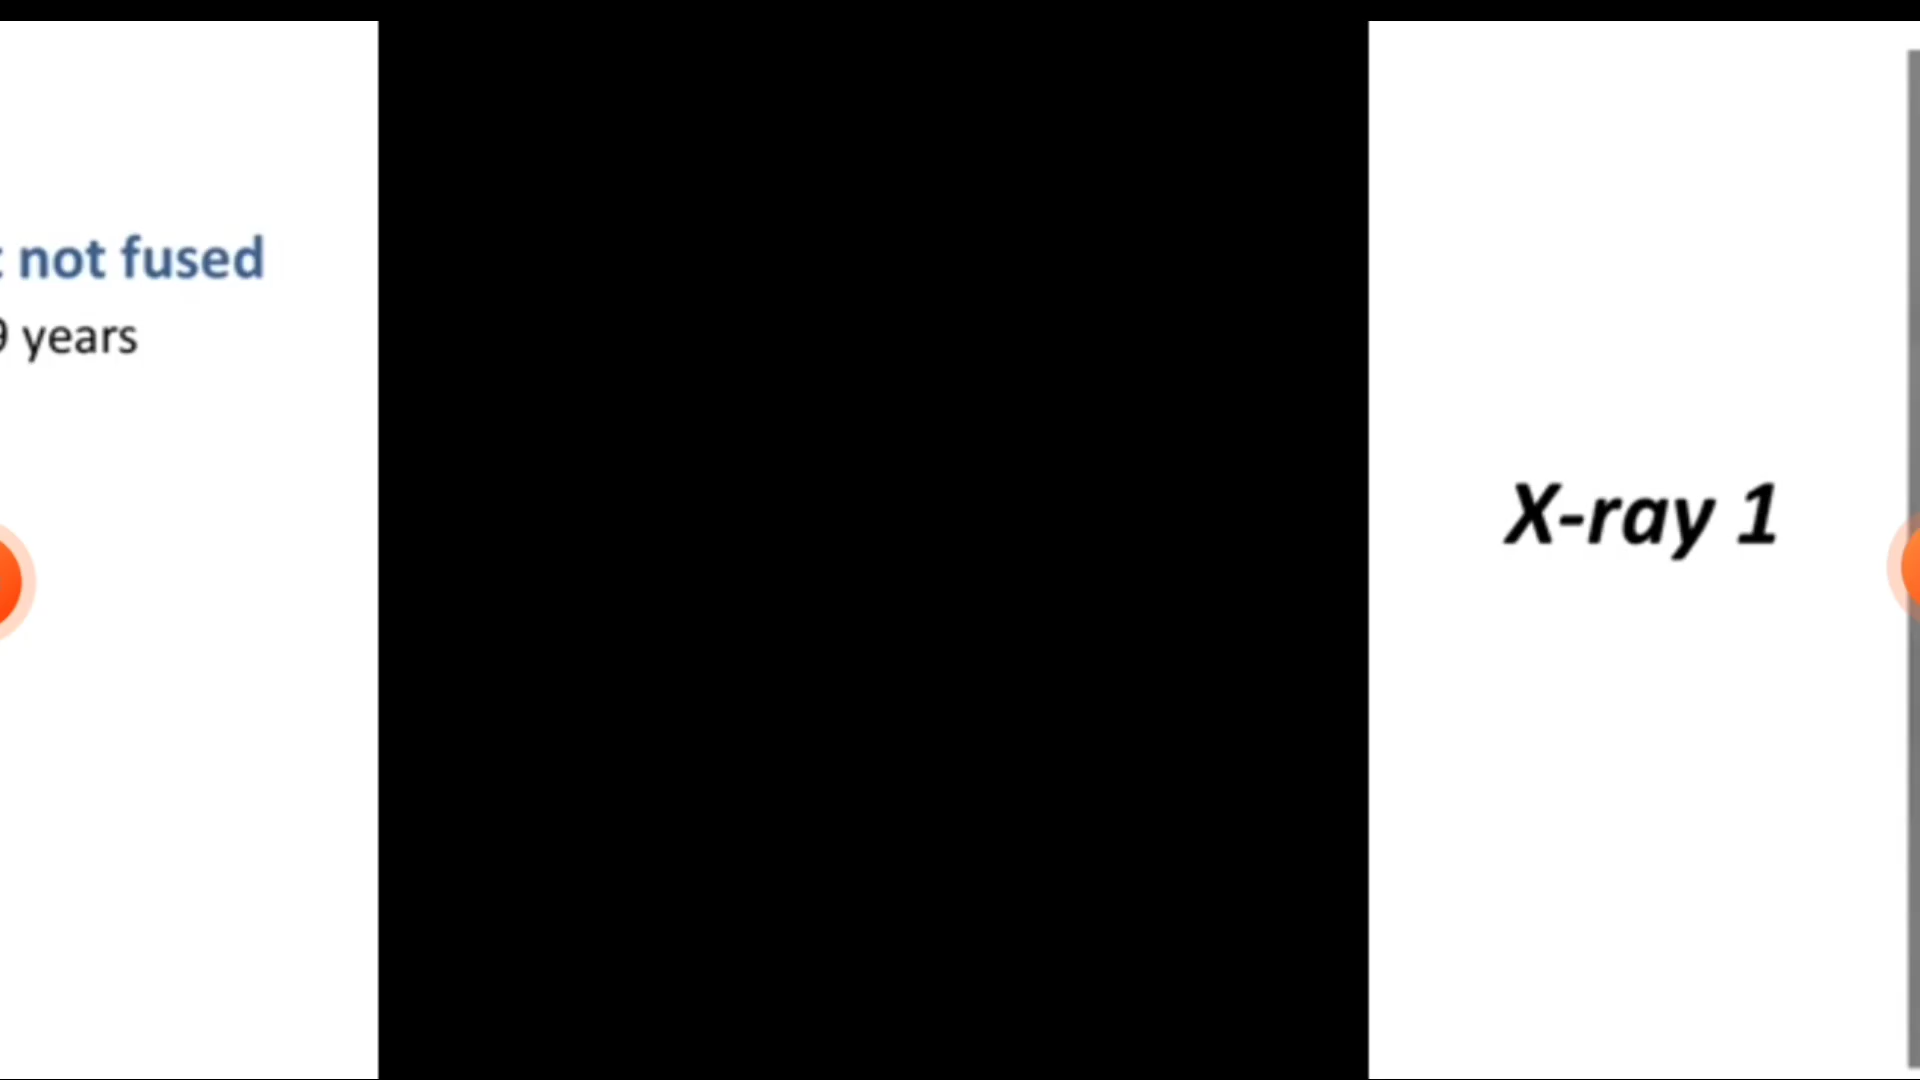 not fused
years
X-ray 1